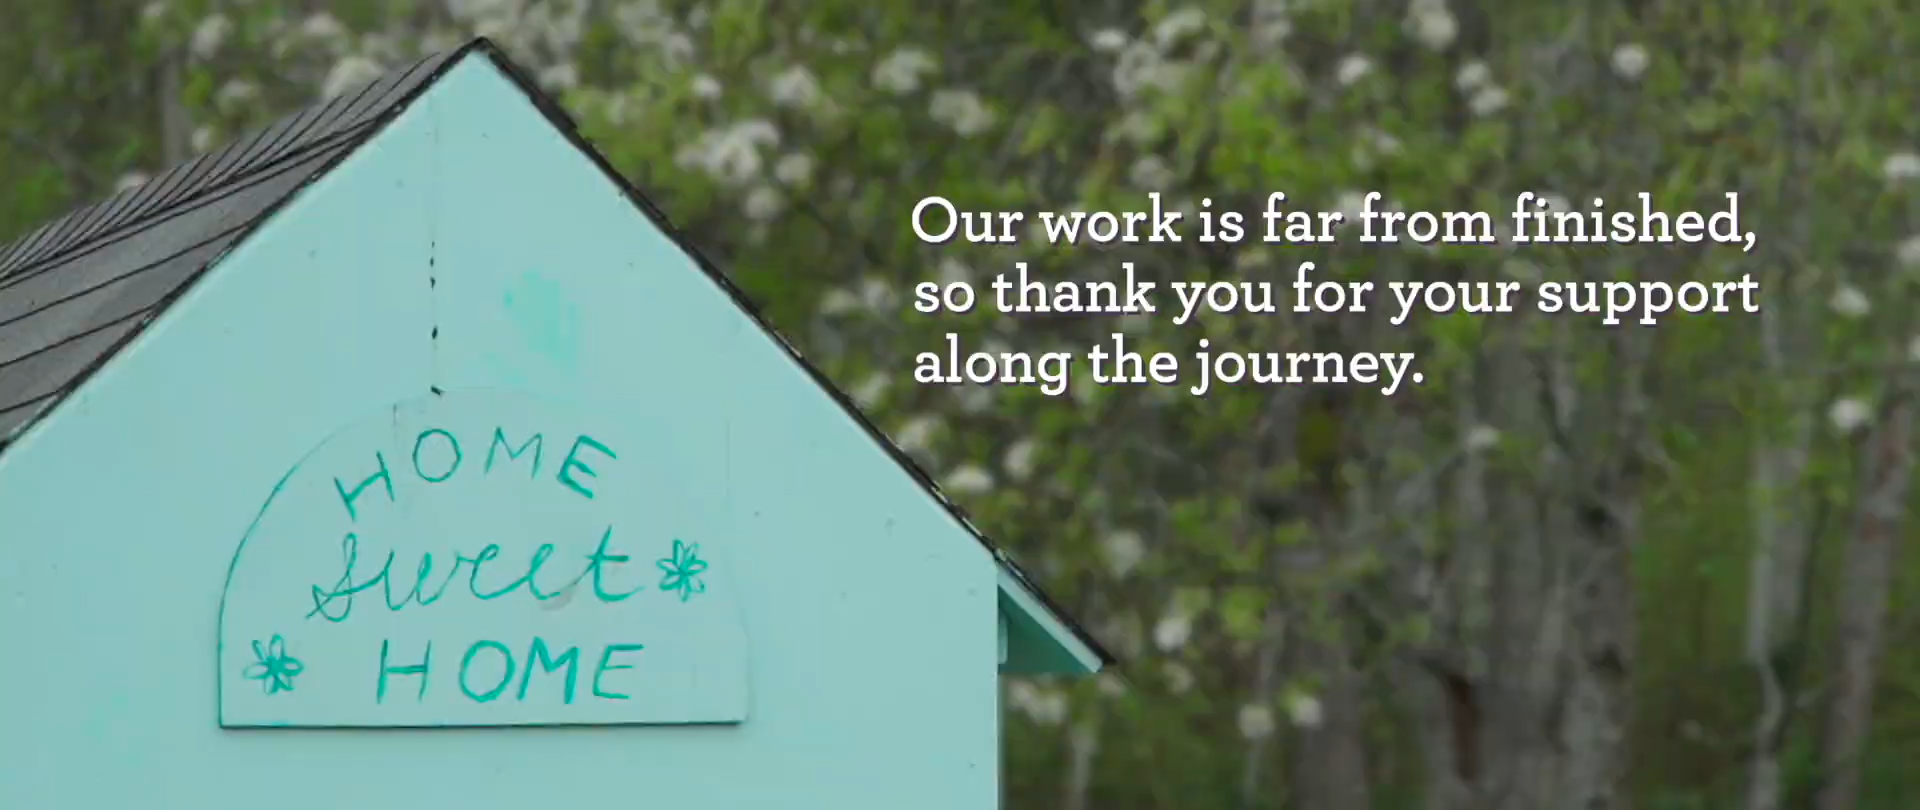 HOME
sweet
HOME
Our work is far from finished,
so thank you for your support
along the journey.